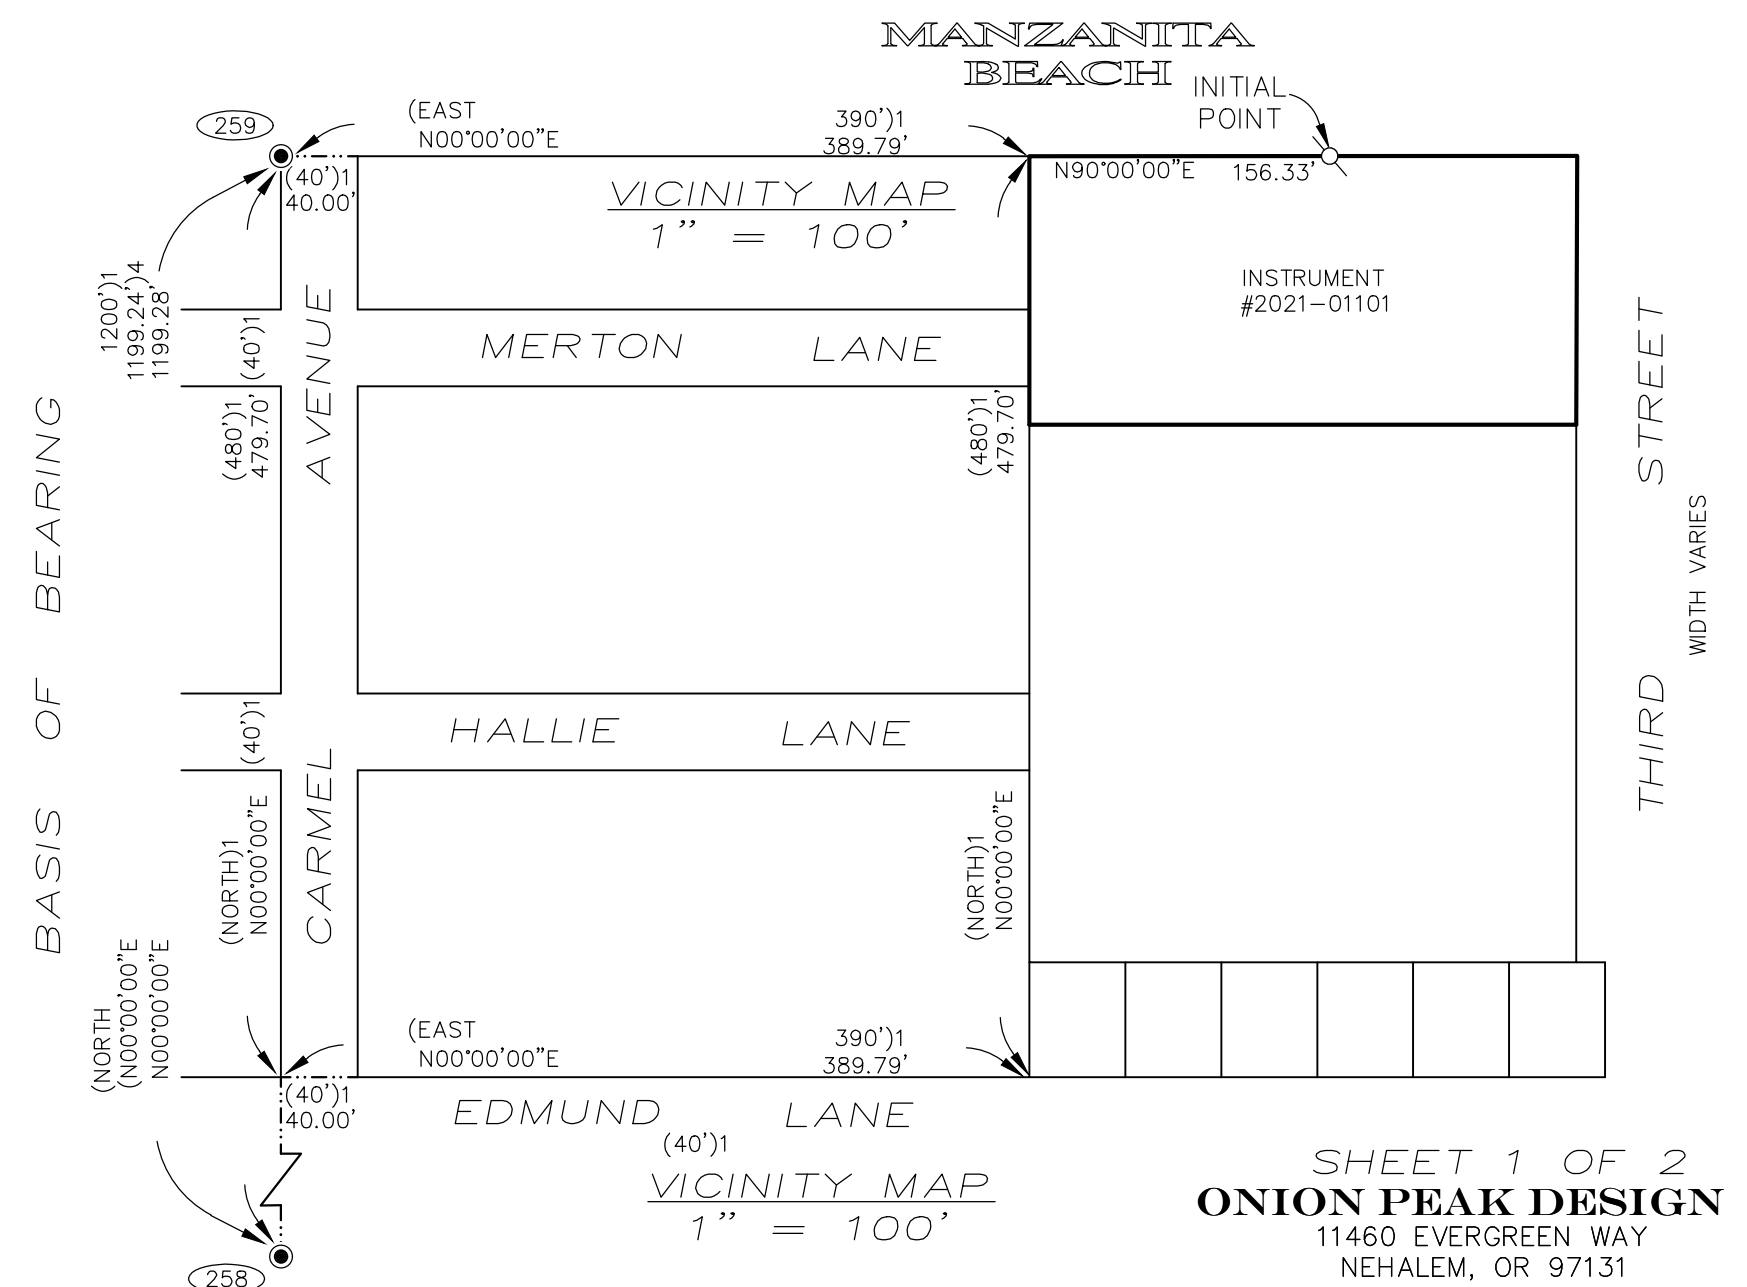 MANZANITA
BEACH
INITIAL
POINT
259
(EAST
N00°00'00"E
390')1
389.79'
(40')1
40.00'
N90°00'00"E
156.33'
VICINITY MAP
1" = 100'
INSTRUMENT
#2021-01101
1200')1
1199.24')4
1199.28'
(40')1
MERTON LANE
(480')1
479.70'
(480')1
479.70'
CARMEL AVENUE
BASIS OF BEARING
THIRD STREET
WIDTH VARIES
(40')1
HALLIE LANE
(NORTH)1
N00°00'00"E
(NORTH)1
N00°00'00"E
(NORTH
(N00°00'00"E
N00°00'00"E
(EAST
N00°00'00"E
390')1
389.79'
(40')1
40.00'
EDMUND LANE
(40')1
VICINITY MAP
1" = 100'
258
SHEET 1 OF 2
ONION PEAK DESIGN
11460 EVERGREEN WAY
NEHALEM, OR 97131